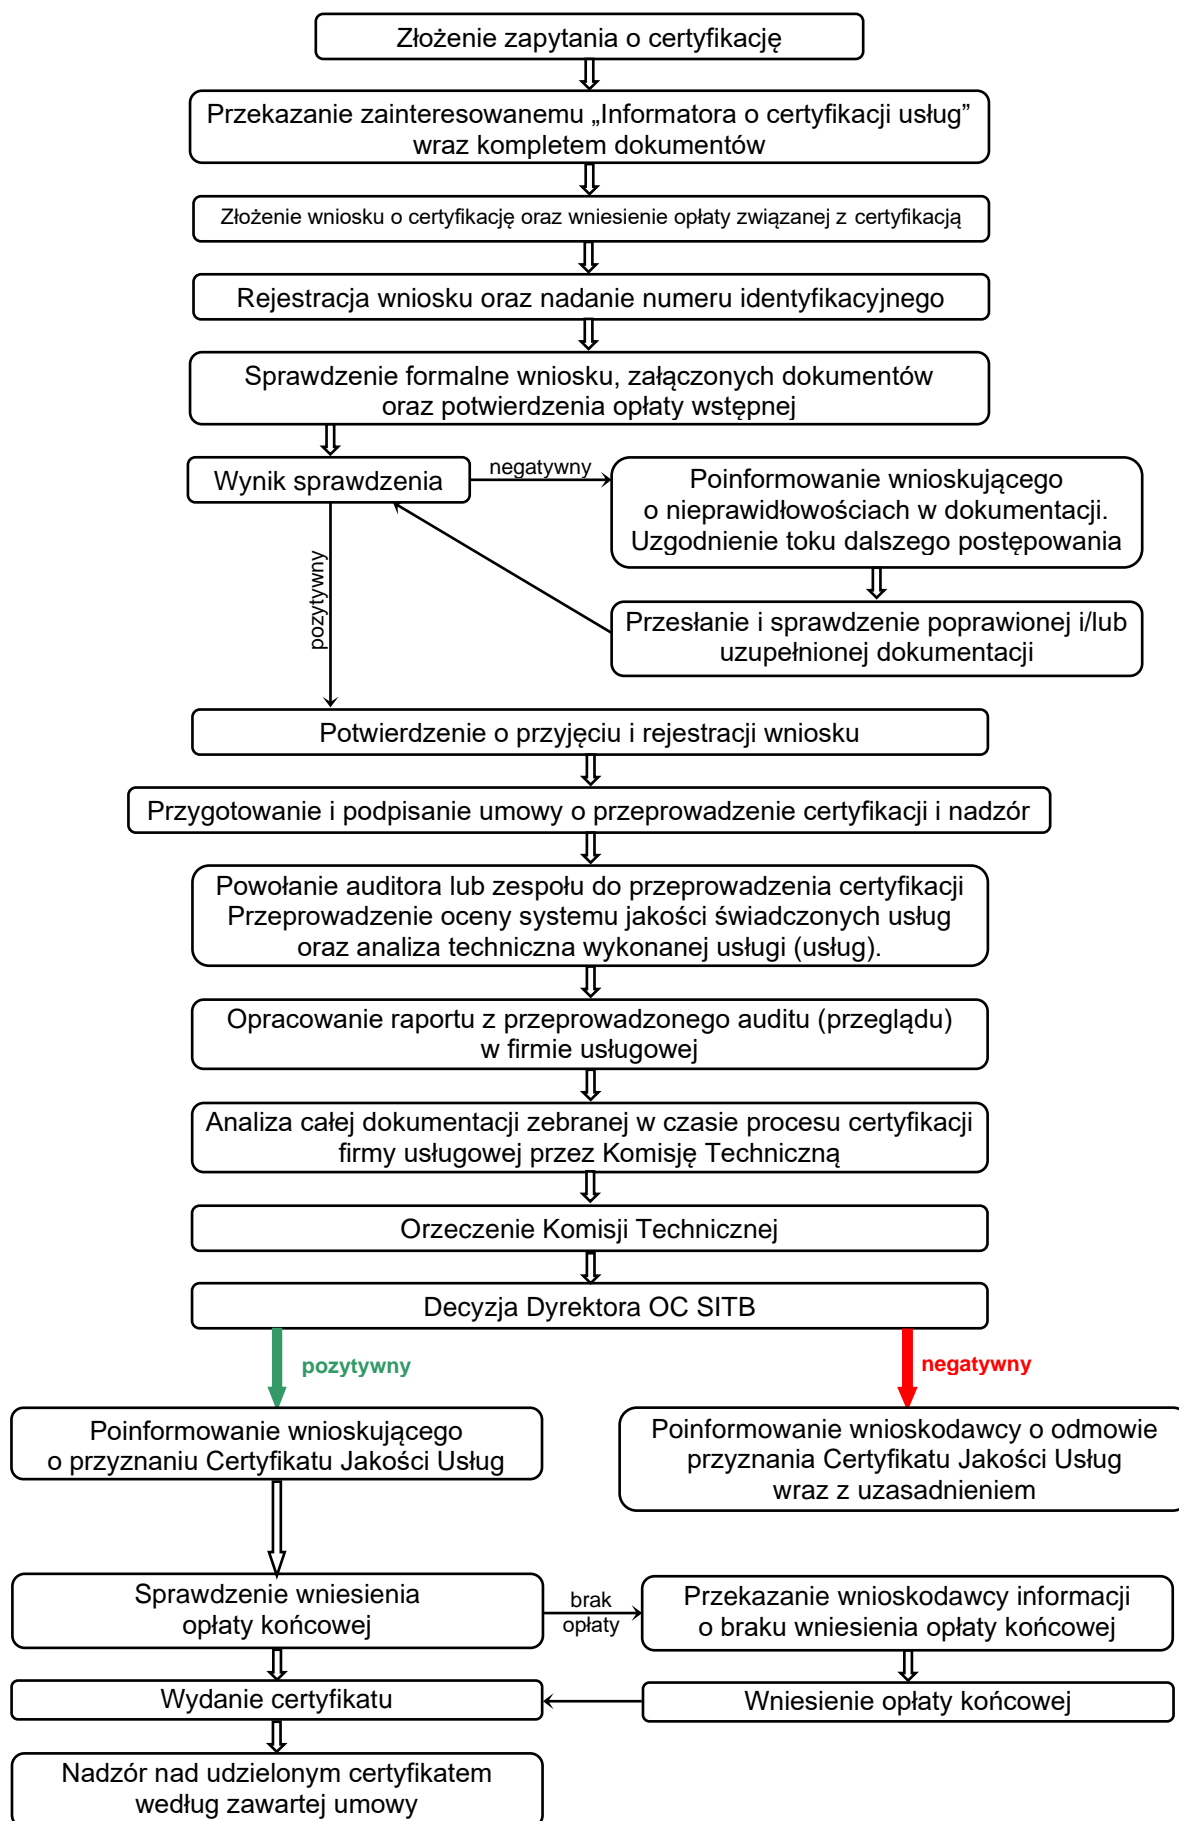 Złożenie zapytania o certyfikację
Przekazanie zainteresowanemu „Informatora o certyfikacji usług”
wraz kompletem dokumentów
Złożenie wniosku o certyfikację oraz wniesienie opłaty związanej z certyfikacją
Rejestracja wniosku oraz nadanie numeru identyfikacyjnego
Sprawdzenie formalne wniosku, załączonych dokumentów
oraz potwierdzenia opłaty wstępnej
Wynik sprawdzenia
negatywny
Poinformowanie wnioskującego
o nieprawidłowościach w dokumentacji.
Uzgodnienie toku dalszego postępowania
pozytywny
Przesłanie i sprawdzenie poprawionej i/lub
uzupełnionej dokumentacji
Potwierdzenie o przyjęciu i rejestracji wniosku
Przygotowanie i podpisanie umowy o przeprowadzenie certyfikacji i nadzór
Powołanie auditora lub zespołu do przeprowadzenia certyfikacji
Przeprowadzenie oceny systemu jakości świadczonych usług
oraz analiza techniczna wykonanej usługi (usług).
Opracowanie raportu z przeprowadzonego auditu (przeglądu)
w firmie usługowej
Analiza całej dokumentacji zebranej w czasie procesu certyfikacji
firmy usługowej przez Komisję Techniczną
Orzeczenie Komisji Technicznej
Decyzja Dyrektora OC SITB
pozytywny
negatywny
Poinformowanie wnioskującego
o przyznaniu Certyfikatu Jakości Usług
Poinformowanie wnioskodawcy o odmowie
przyznania Certyfikatu Jakości Usług
wraz z uzasadnieniem
Sprawdzenie wniesienia
opłaty końcowej
brak
opłaty
Przekazanie wnioskodawcy informacji
o braku wniesienia opłaty końcowej
Wydanie certyfikatu
Wniesienie opłaty końcowej
Nadzór nad udzielonym certyfikatem
według zawartej umowy